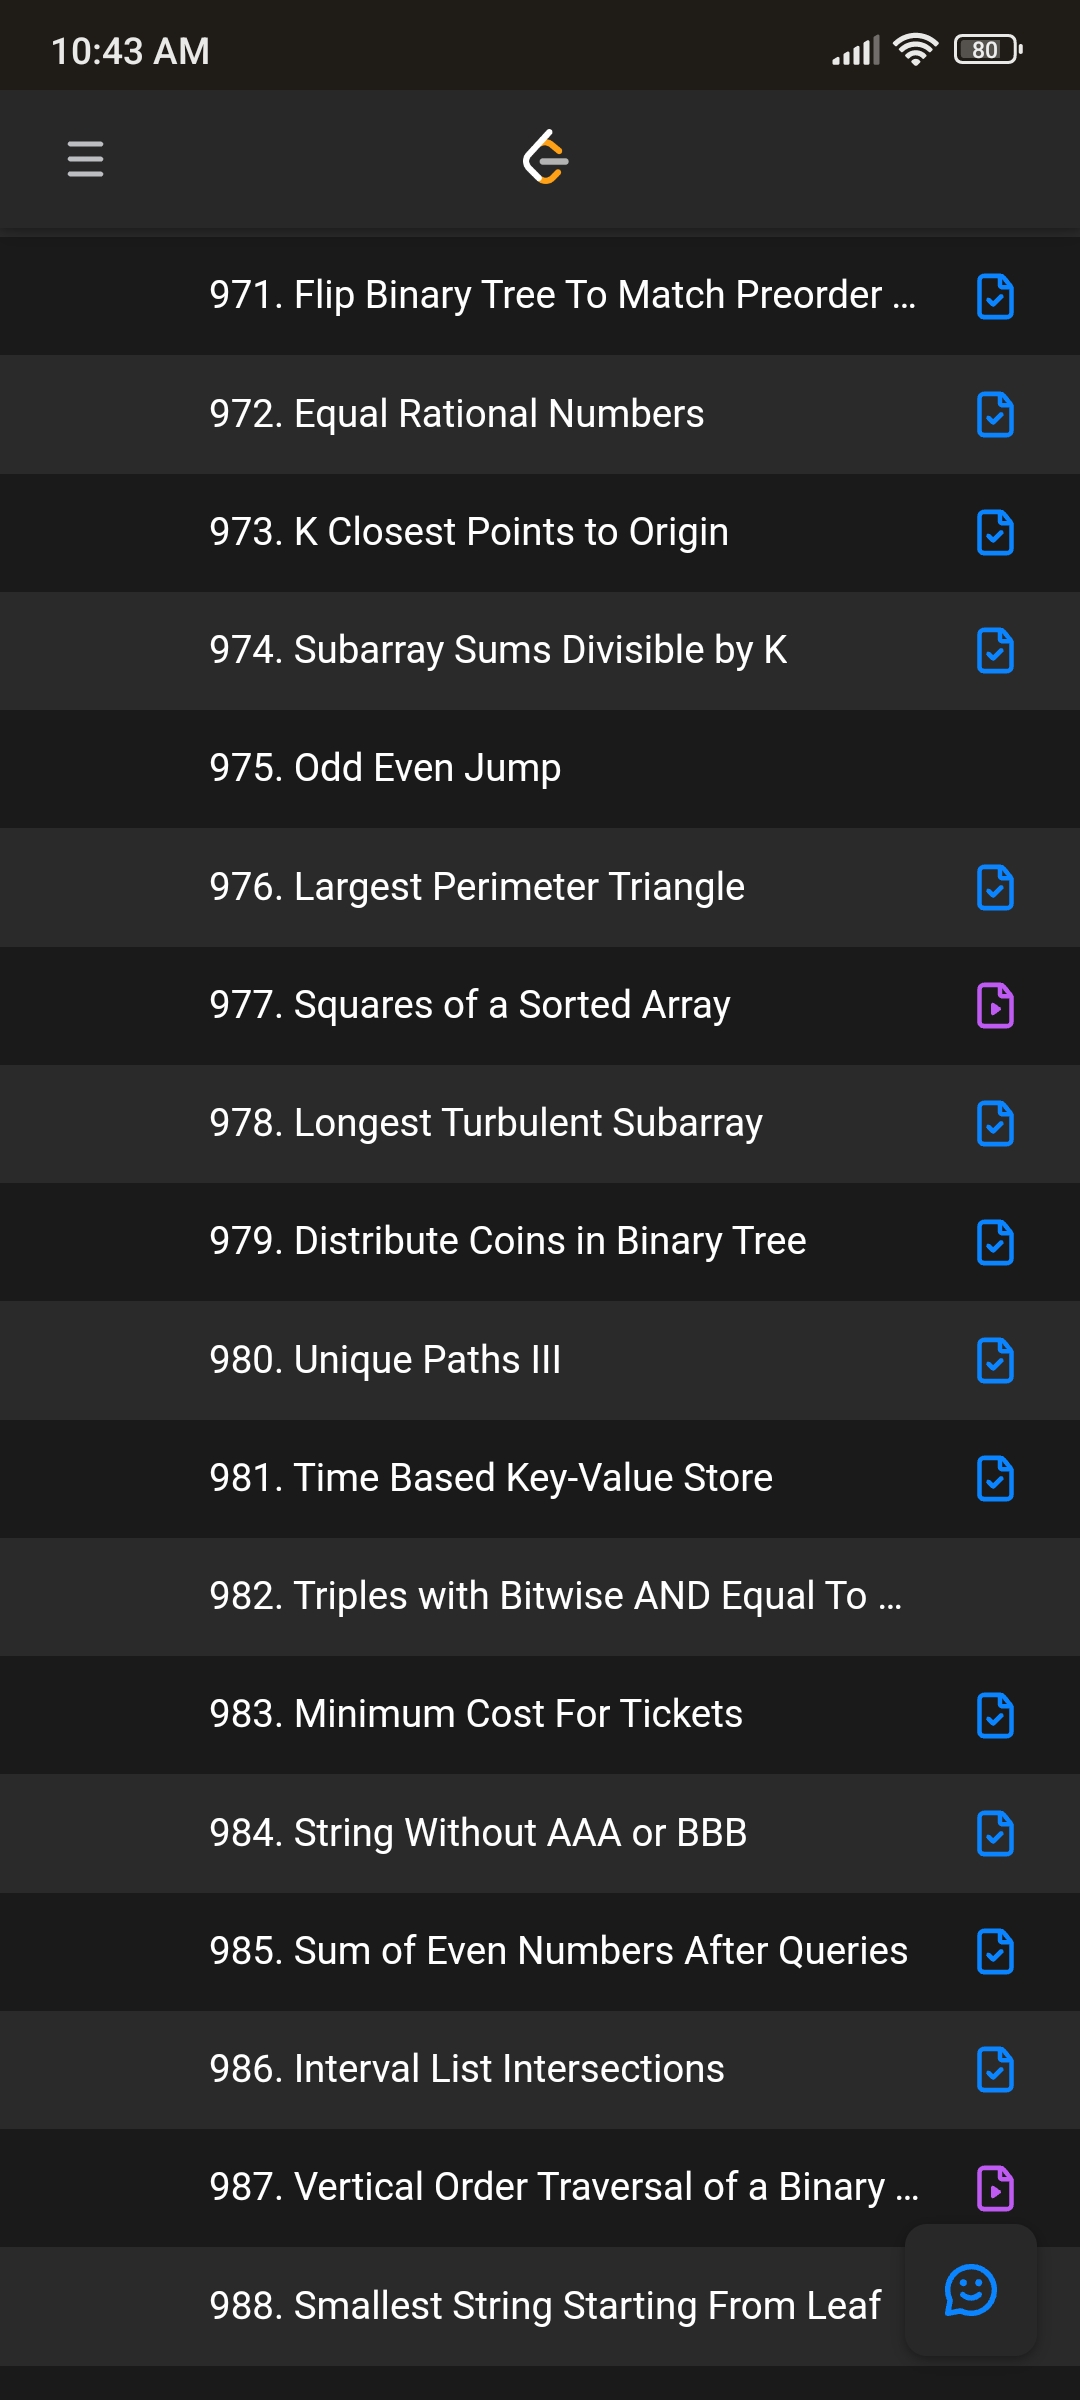 10:43 AM
80
971. Flip Binary Tree To Match Preorder ...
972. Equal Rational Numbers
973. K Closest Points to Origin
974. Subarray Sums Divisible by K
975. Odd Even Jump
976. Largest Perimeter Triangle
977. Squares of a Sorted Array
978. Longest Turbulent Subarray
979. Distribute Coins in Binary Tree
980. Unique Paths III
981. Time Based Key-Value Store
982. Triples with Bitwise AND Equal To ...
983. Minimum Cost For Tickets
984. String Without AAA or BBB
985. Sum of Even Numbers After Queries
986. Interval List Intersections
987. Vertical Order Traversal of a Binary ...
988. Smallest String Starting From Leaf